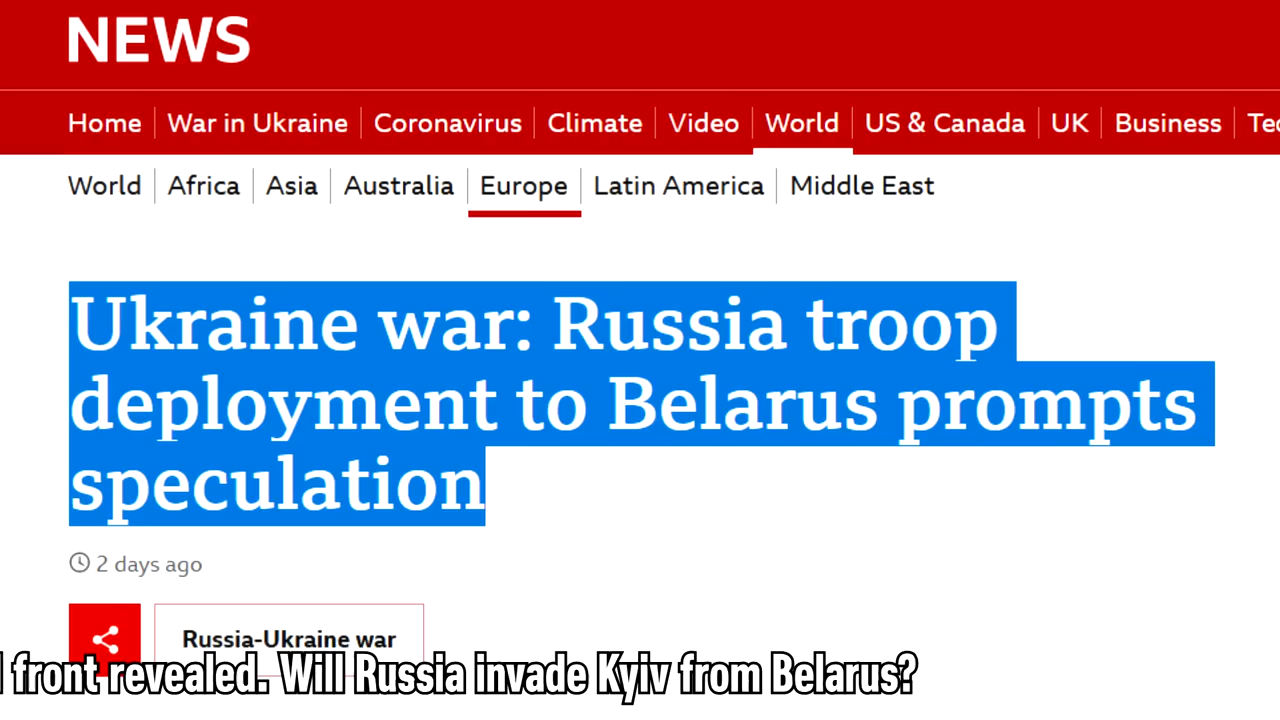 NEWS
Home War in Ukraine Coronavirus Climate Video World US & Canada UK Business
World Africa Asia Australia Europe Latin America Middle East
Ukraine war: Russia troop
deployment to Belarus prompts
speculation
2 days ago
Russia-Ukraine war
front revealed. Will Russia invade Kyiv from Belarus?